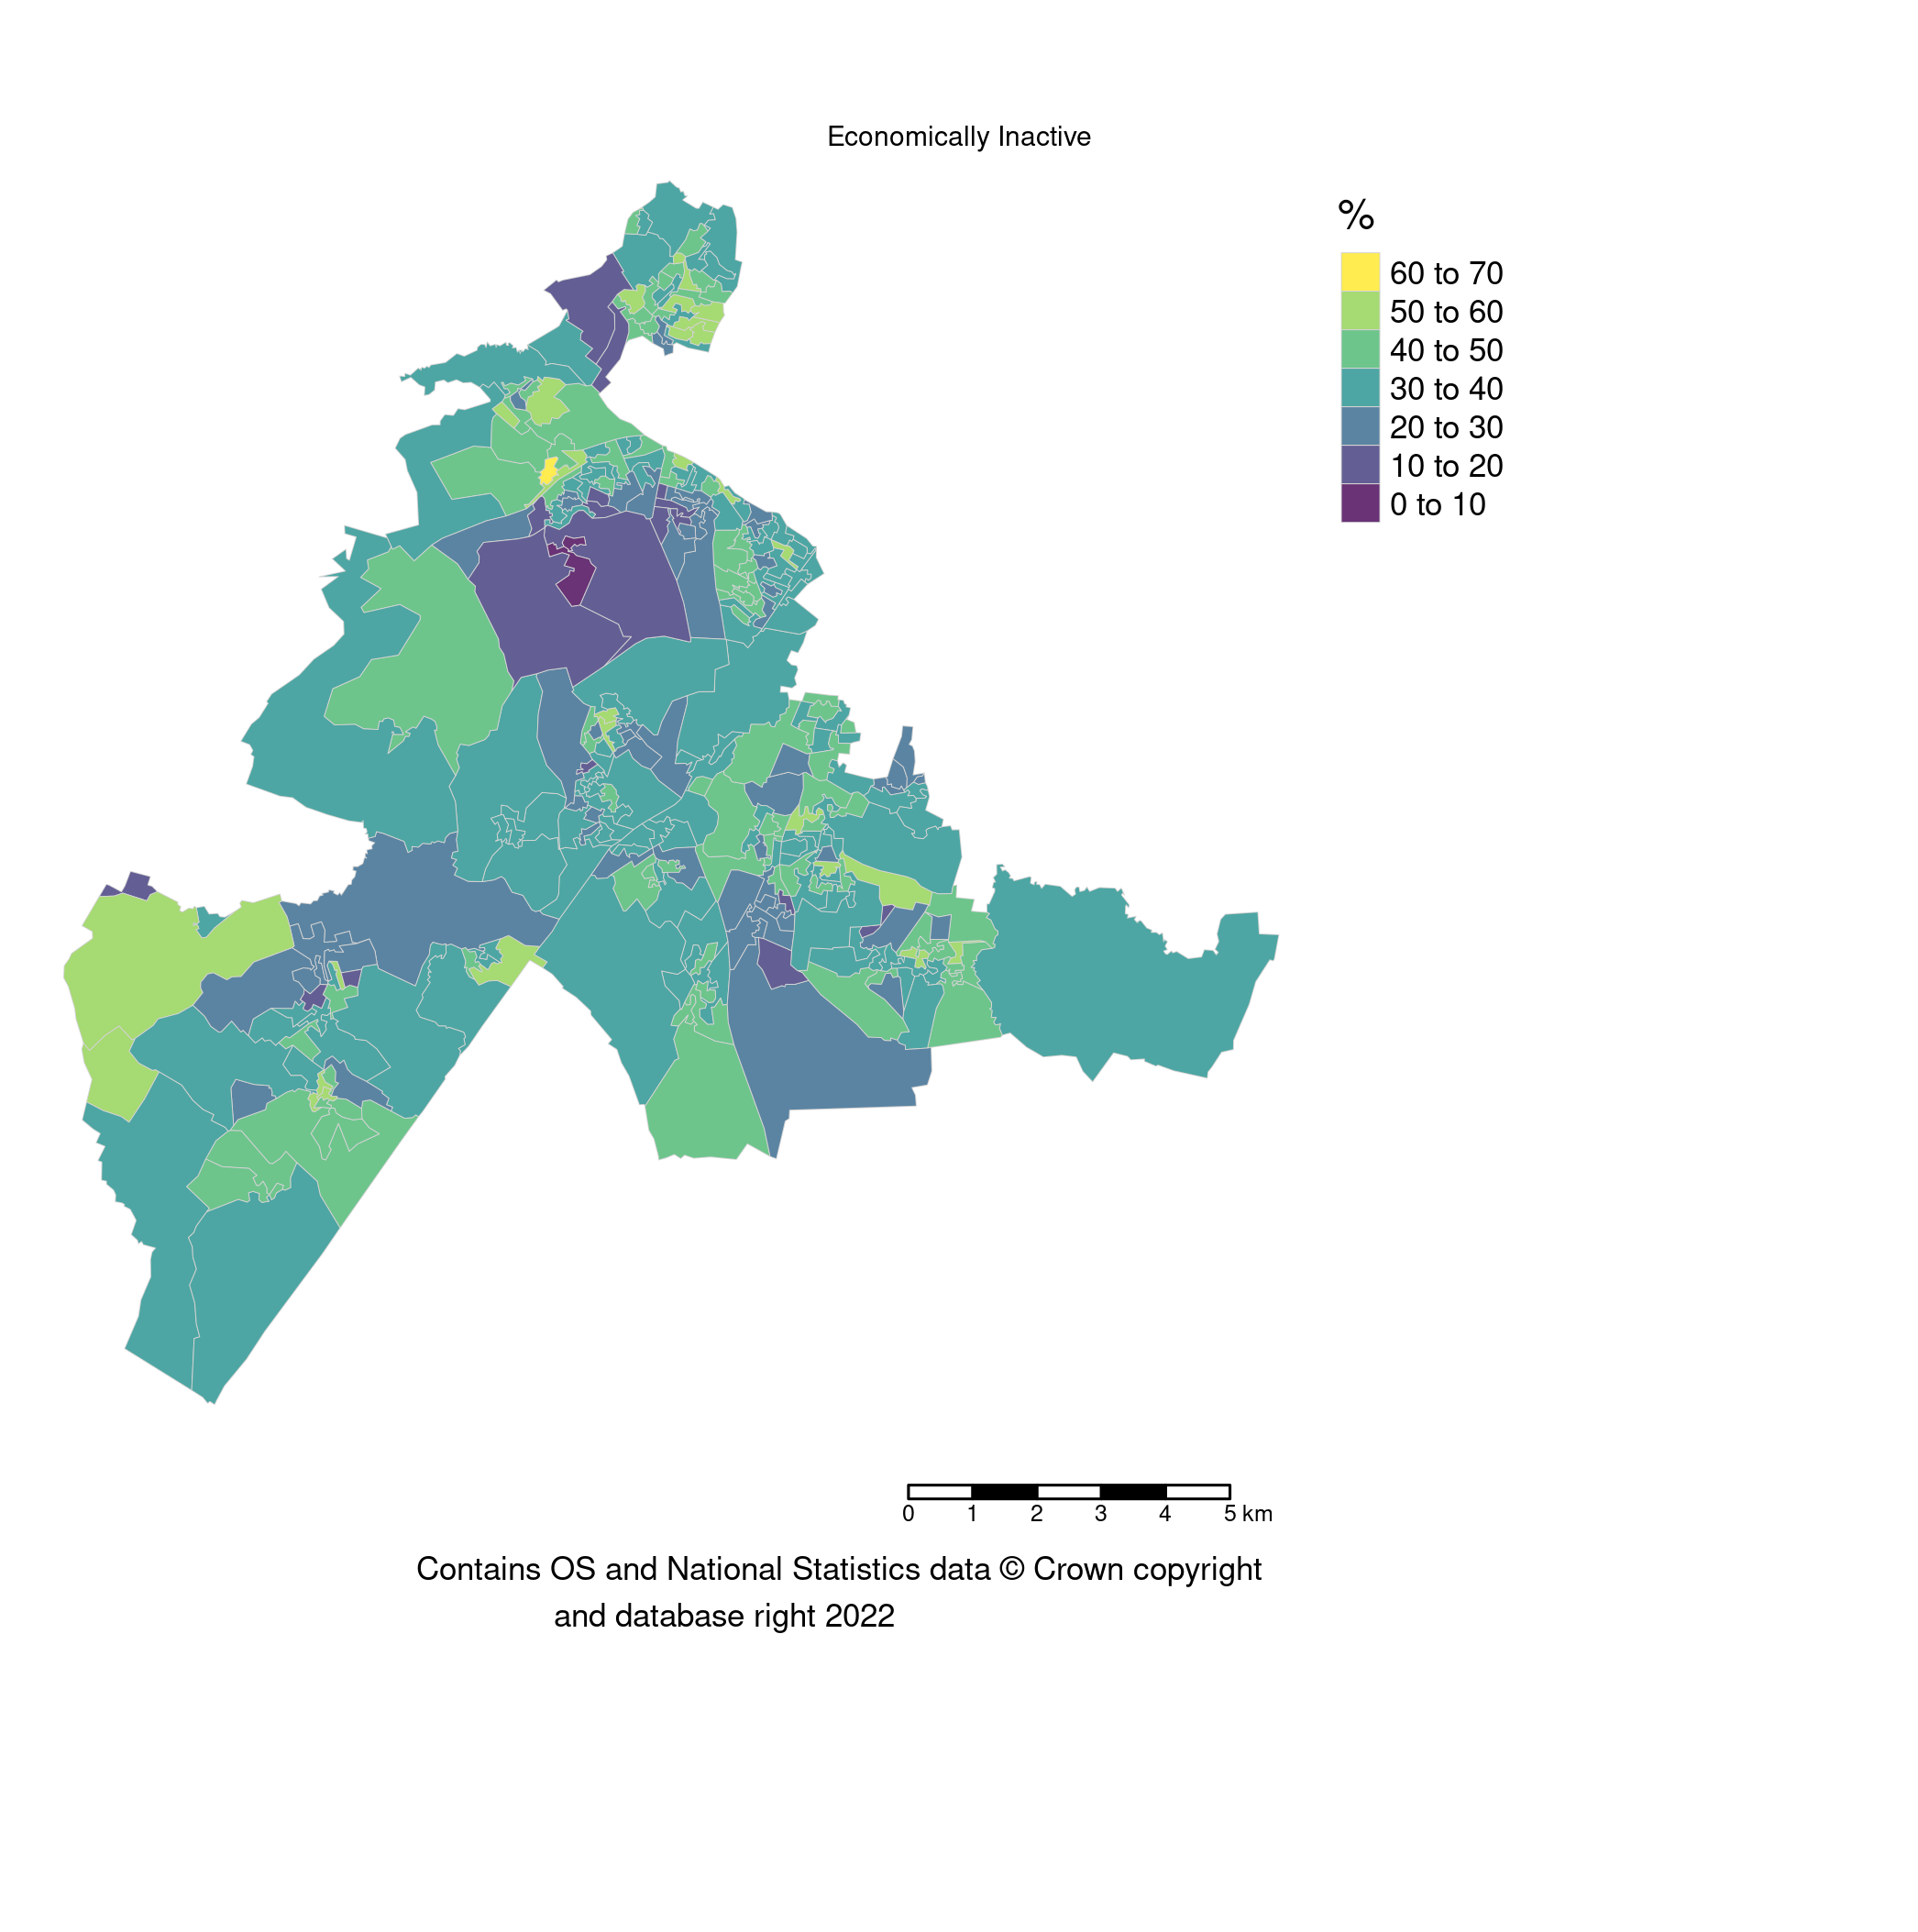 Economically Inactive
%
60 to 70
50 to 60
40 to 50
30 to 40
20 to 30
10 to 20
0 to 10
0 1 2 3 4 5 km
Contains OS and National Statistics data © Crown copyright
and database right 2022